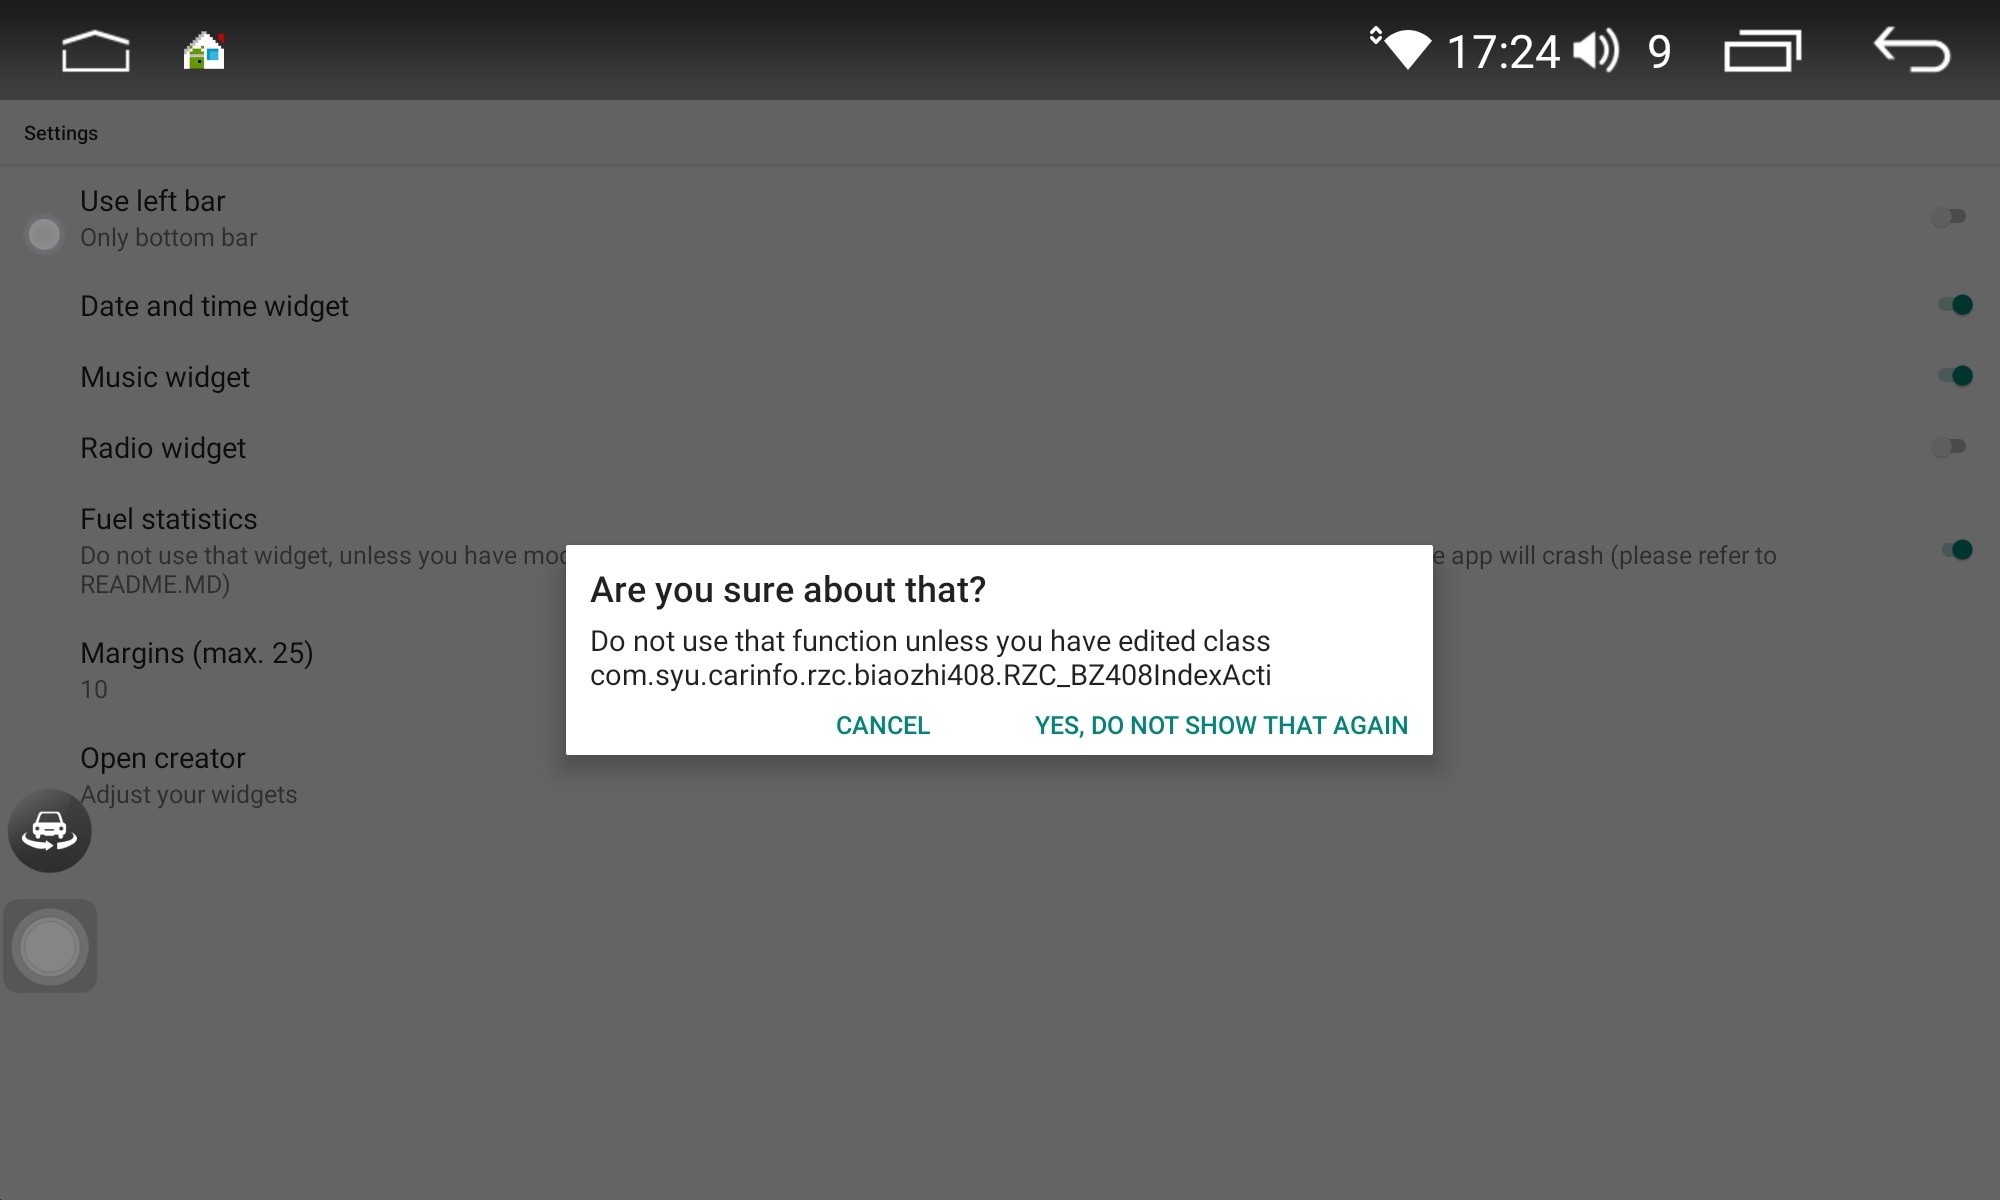 17:24 9
Settings
Use left bar
Only bottom bar
Date and time widget
Music widget
Radio widget
Fuel statistics
Do not use that widget, unless you have e app will crash (please refer to
README.MD)
Are you sure about that?
Do not use that function unless you have edited class
com.syu.carinfo.rzc.biaozhi408.RZC_BZ408IndexActi
CANCEL YES, DO NOT SHOW THAT AGAIN
Margins (max. 25)
10
Open creator
Adjust your widgets